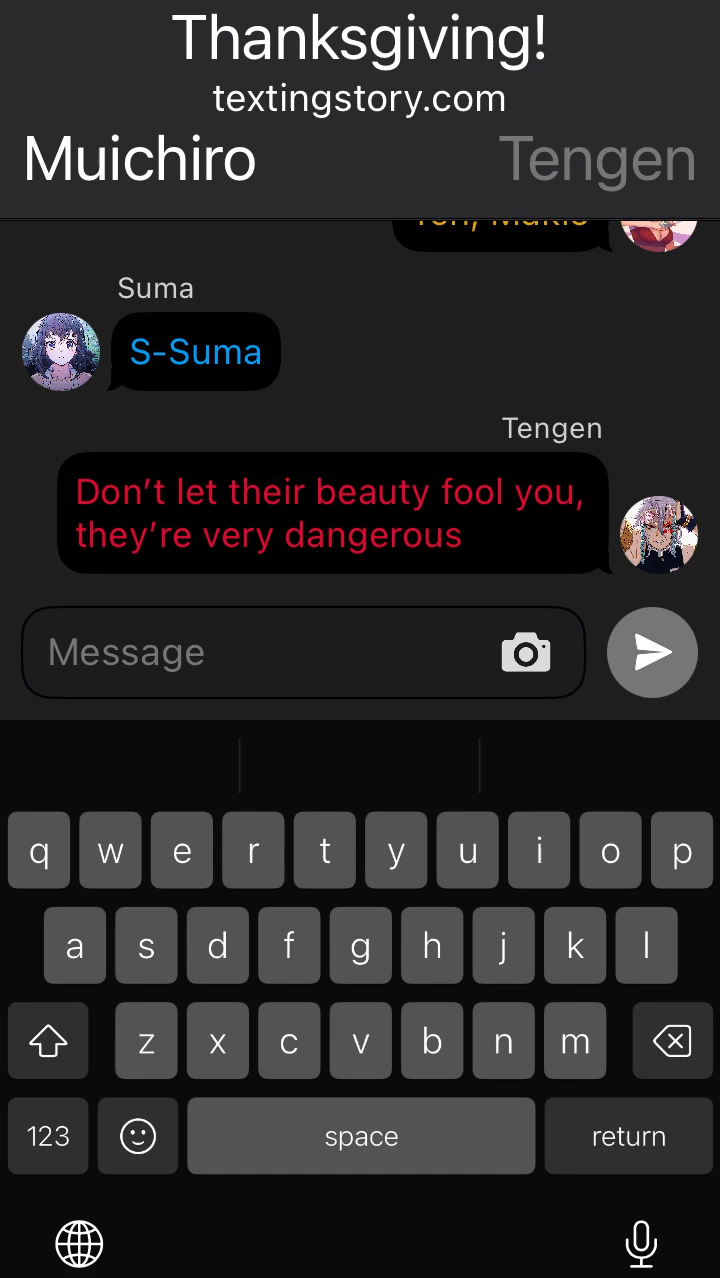 Thanksgiving!
textingstory.com
Muichiro Tengen
Suma
S-Suma
Tengen
Don’t let their beauty fool you,
they’re very dangerous
Message
q w e r t y u i o p
a s d f g h j k l
z x c v b n m
123 space return